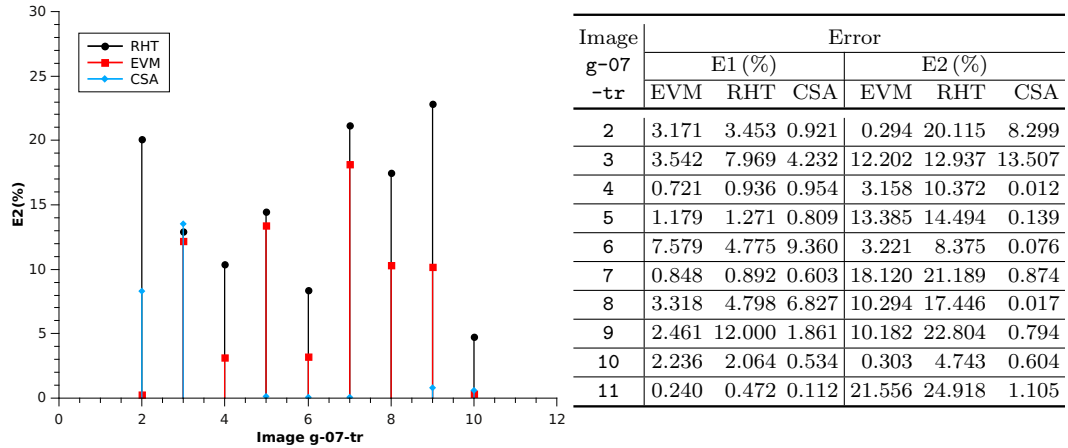 30
25
20
15
10
5
0
E2(%)
RHT
EVM
CSA
0 2 4 6 8 10 12
Image g-07-tr
Image Error
g-07 E1 (%) E2 (%)
-tr EVM RHT CSA EVM RHT CSA
2 3.171 3.453 0.921 0.294 20.115 8.299
3 3.542 7.969 4.232 12.202 12.937 13.507
4 0.721 0.936 0.954 3.158 10.372 0.012
5 1.179 1.271 0.809 13.385 14.494 0.139
6 7.579 4.775 9.360 3.221 8.375 0.076
7 0.848 0.892 0.603 18.120 21.189 0.874
8 3.318 4.798 6.827 10.294 17.446 0.017
9 2.461 12.000 1.861 10.182 22.804 0.794
10 2.236 2.064 0.534 0.303 4.743 0.604
11 0.240 0.472 0.112 21.556 24.918 1.105